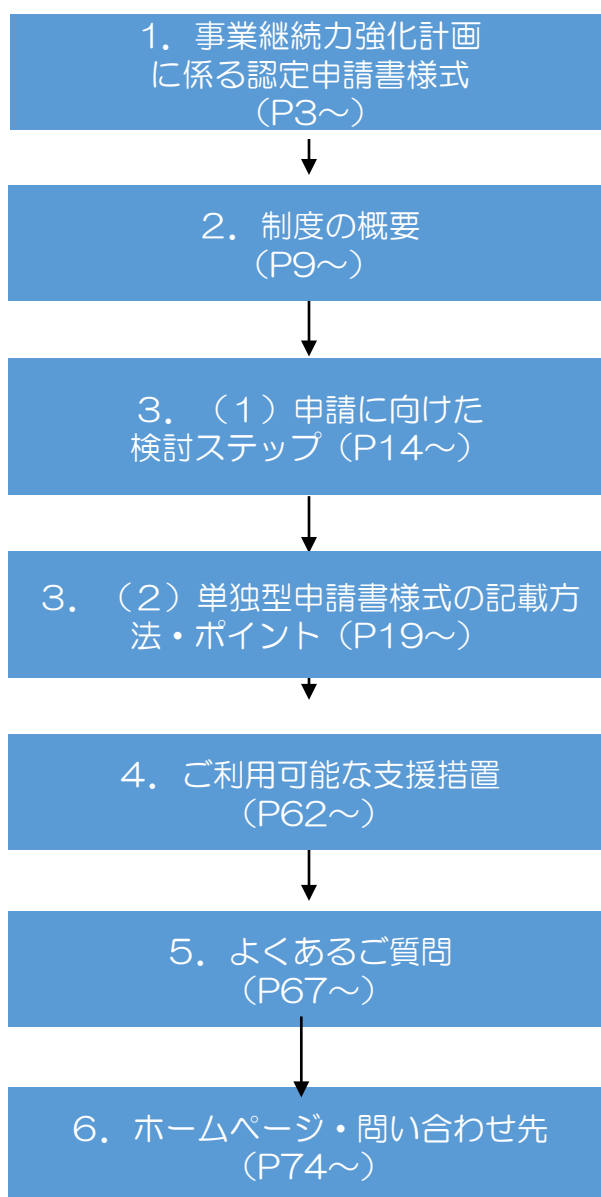 1．事業継続力強化計画
に係る認定申請書様式
（P3～）
2．制度の概要
（P9～）
3．（1）申請に向けた
検討ステップ（P14～）
3．（2）単独型申請書様式の記載方
法・ポイント（P19～）
4．ご利用可能な支援措置
（P62～）
5．よくあるご質問
（P67～）
6．ホームページ・問い合わせ先
（P74～）